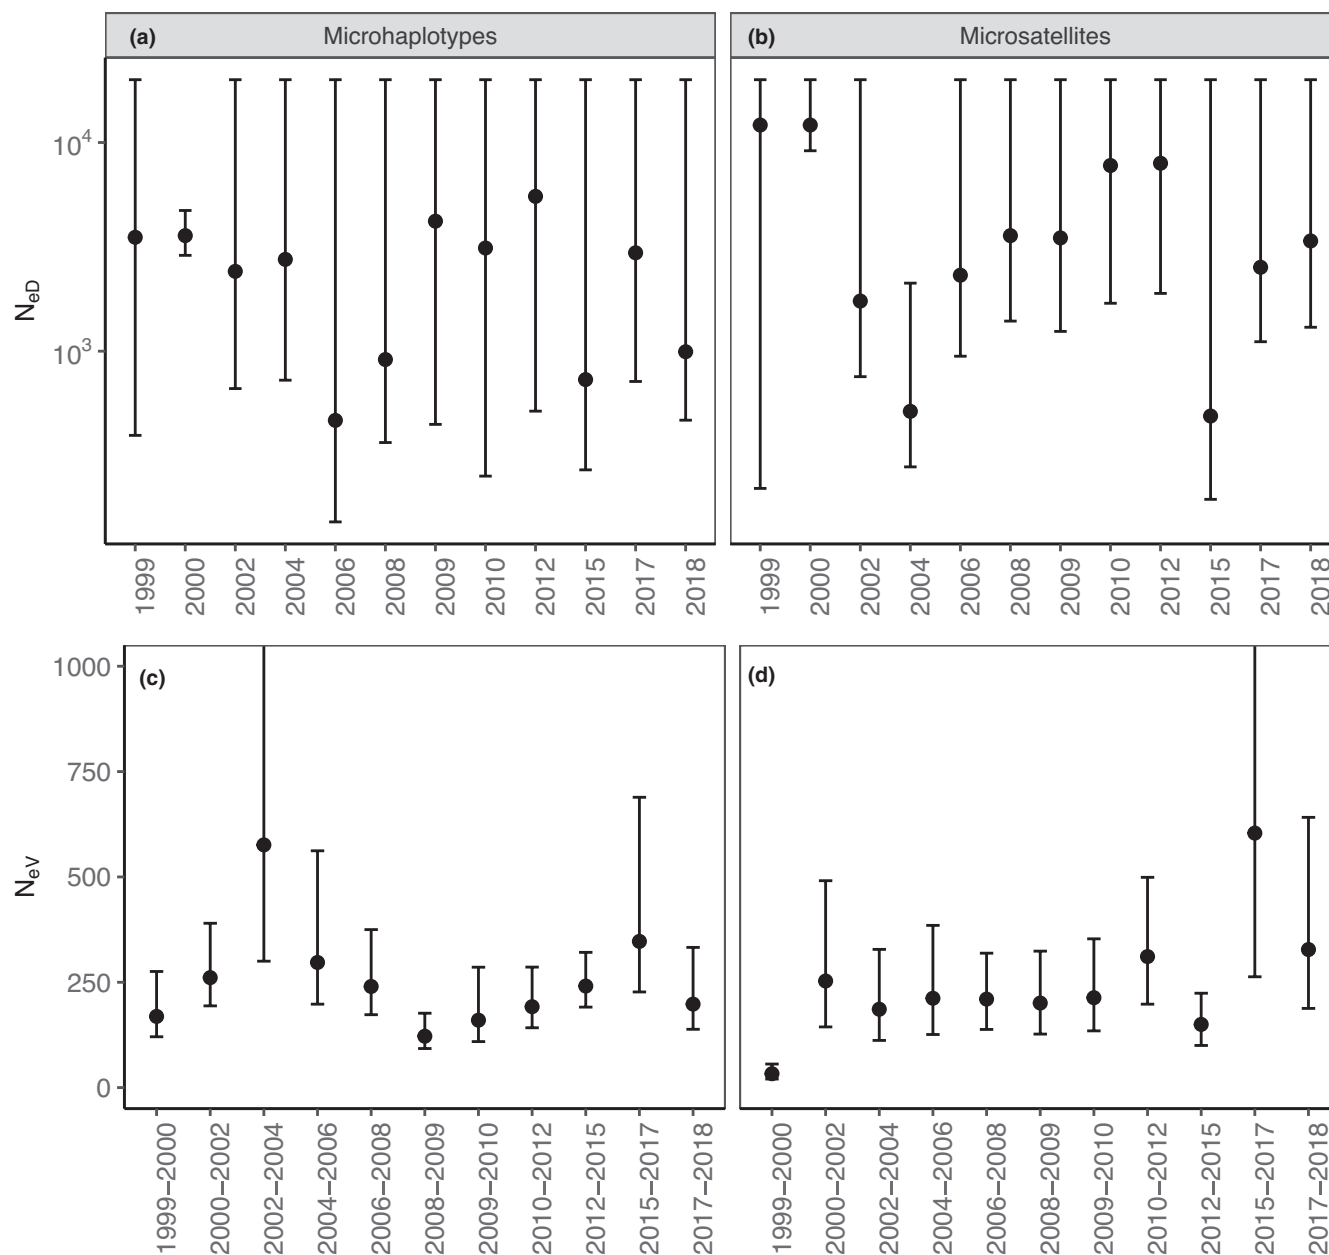 (a) Microhaplotypes
(b) Microsatellites
NeD
10⁴
10³
1999 2000 2002 2004 2006 2008 2009 2010 2012 2015 2017 2018
1999 2000 2002 2004 2006 2008 2009 2010 2012 2015 2017 2018
(c)
(d)
NeV
1000
750
500
250
0
1999–2000 2000–2002 2002–2004 2004–2006 2006–2008 2008–2009 2009–2010 2010–2012 2012–2015 2015–2017 2017–2018
1999–2000 2000–2002 2002–2004 2004–2006 2006–2008 2008–2009 2009–2010 2010–2012 2012–2015 2015–2017 2017–2018